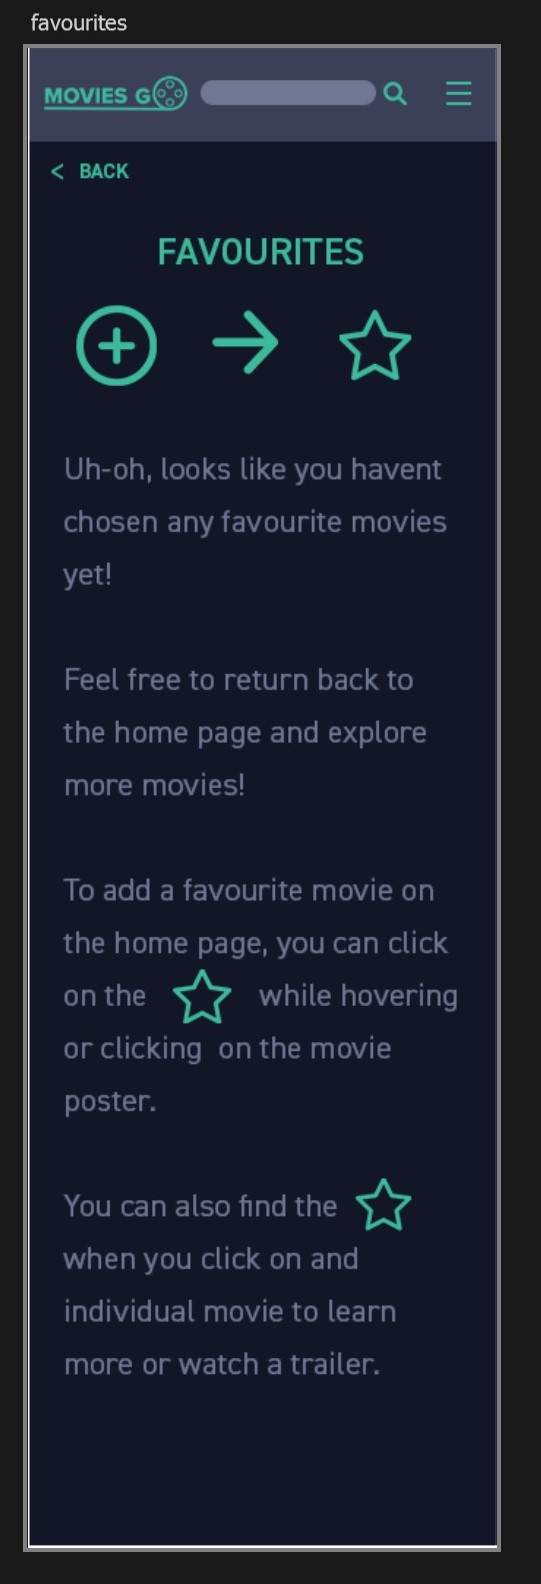 favourites
MOVIES GO
< BACK
FAVOURITES
Uh-oh, looks like you havent
chosen any favourite movies
yet!
Feel free to return back to
the home page and explore
more movies!
To add a favourite movie on
the home page, you can click
on the while hovering
or clicking on the movie
poster.
You can also find the
when you click on and
individual movie to learn
more or watch a trailer.